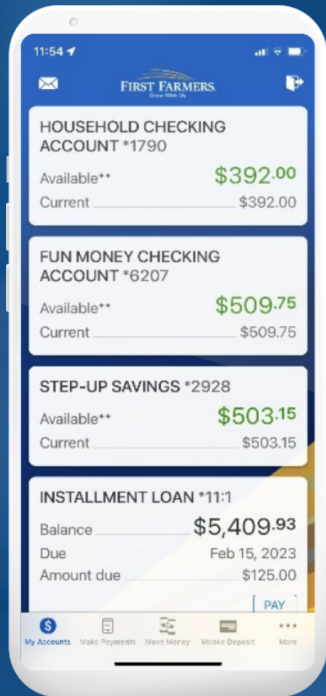 11:54
FIRST FARMERS
Grow With Us
HOUSEHOLD CHECKING
ACCOUNT *1790
Available** $392.00
Current $392.00
FUN MONEY CHECKING
ACCOUNT *6207
Available** $509.75
Current $509.75
STEP-UP SAVINGS *2928
Available** $503.15
Current $503.15
INSTALLMENT LOAN *11:1
Balance $5,409.93
Due Feb 15, 2023
Amount due $125.00
PAY
My Accounts Make Payments Move Money Mobile Deposit More